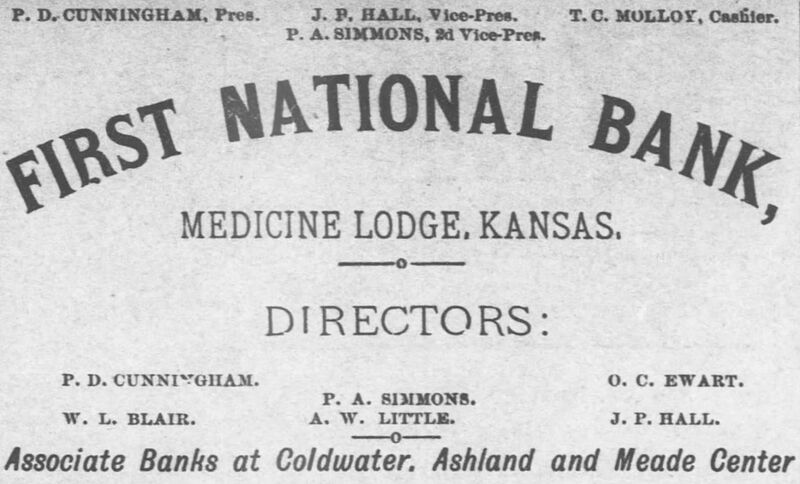 P. D. CUNNINGHAM, Pres. J. P. HALL, Vice-Pres. T. C. MOLLOY, Cashier.
P. A. SIMMONS, 2d Vice-Pres.
FIRST NATIONAL BANK,
MEDICINE LODGE, KANSAS.
DIRECTORS:
P. D. CUNNINGHAM. O. C. EWART.
P. A. SIMMONS.
W. L. BLAIR. A. W. LITTLE. J. P. HALL.
Associate Banks at Coldwater. Ashland and Meade Center